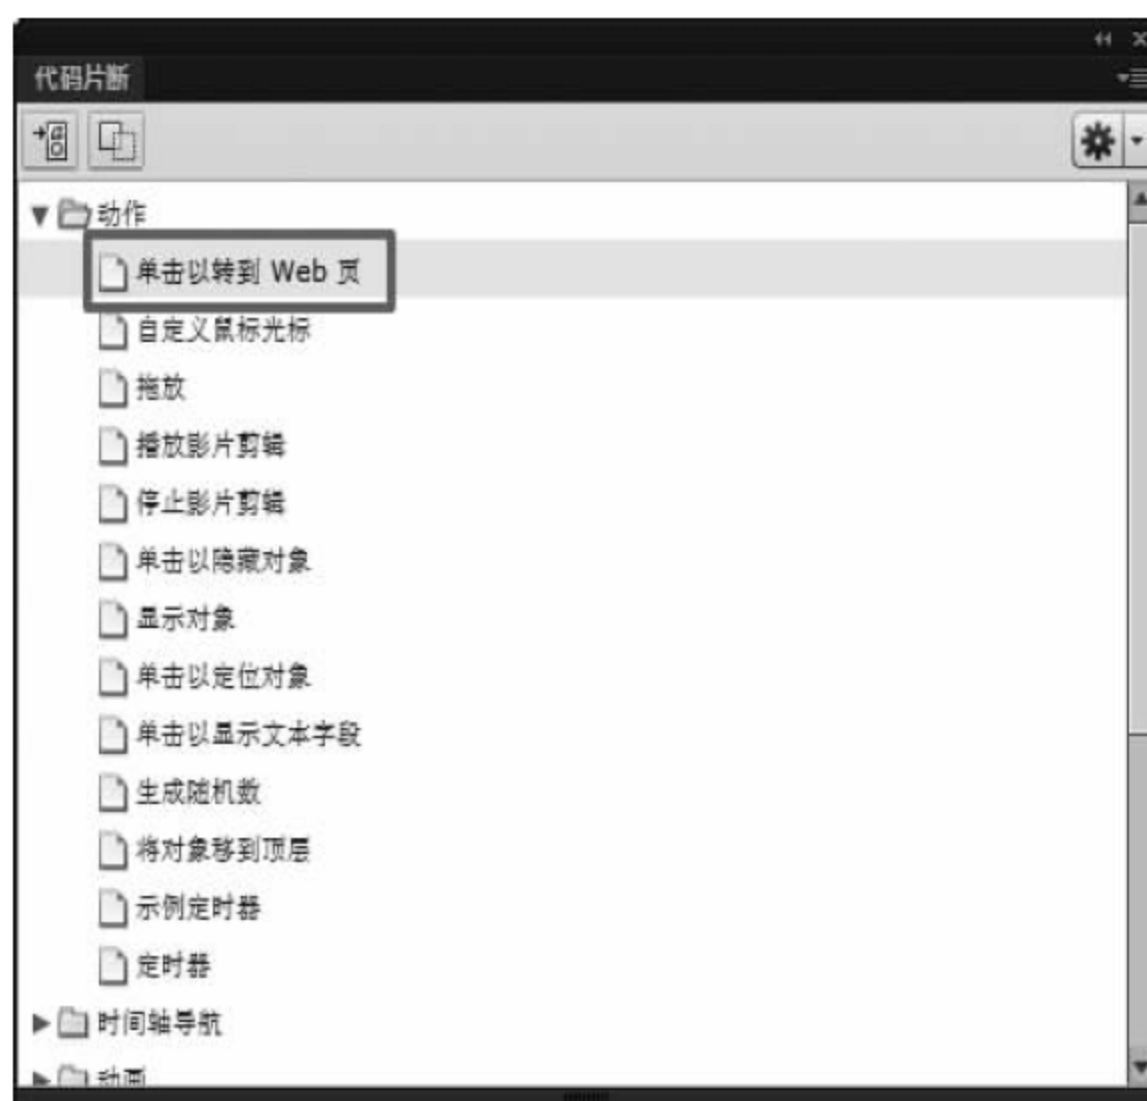 代码片断
动作
单击以转到 Web 页
自定义鼠标光标
拖放
播放影片剪辑
停止影片剪辑
单击以隐藏对象
显示对象
单击以定位对象
单击以显示文本字段
生成随机数
将对象移到顶层
示例定时器
定时器
时间轴导航
动画